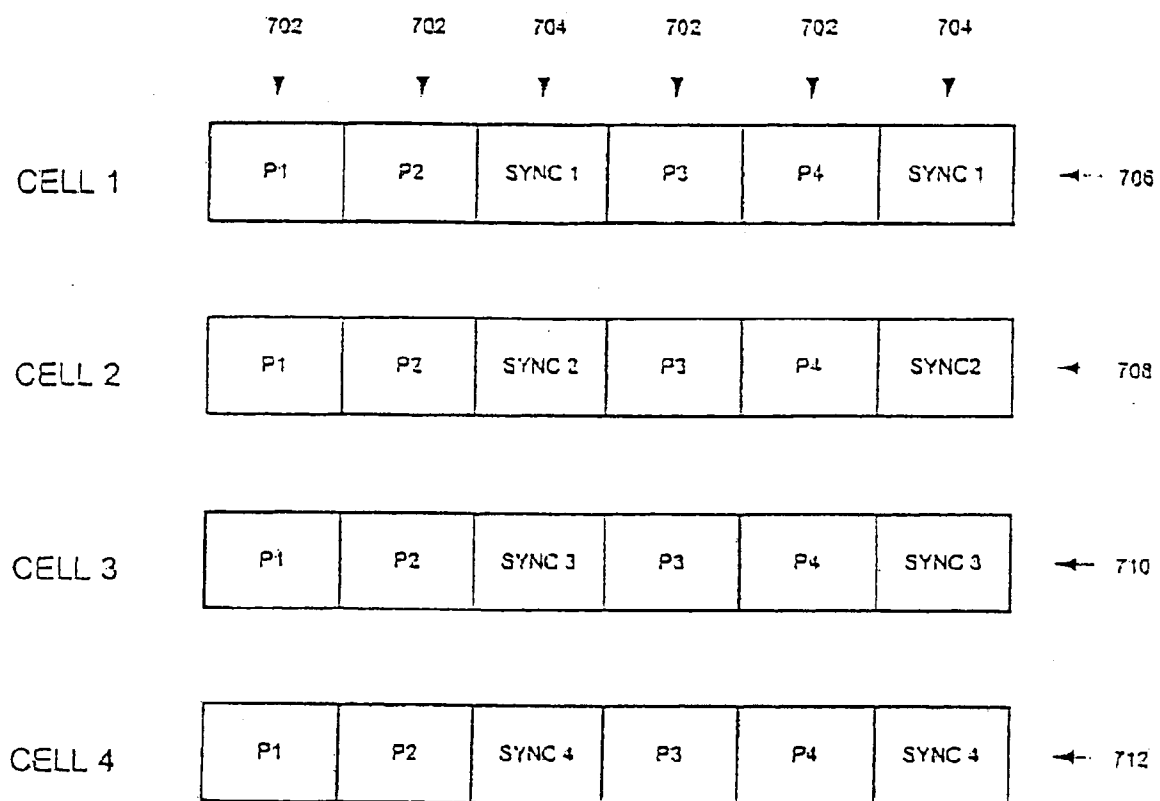 702 702 704 702 702 704
CELL 1 P1 P2 SYNC 1 P3 P4 SYNC 1 706
CELL 2 P1 P2 SYNC 2 P3 P4 SYNC2 708
CELL 3 P1 P2 SYNC 3 P3 P4 SYNC 3 710
CELL 4 P1 P2 SYNC 4 P3 P4 SYNC 4 712